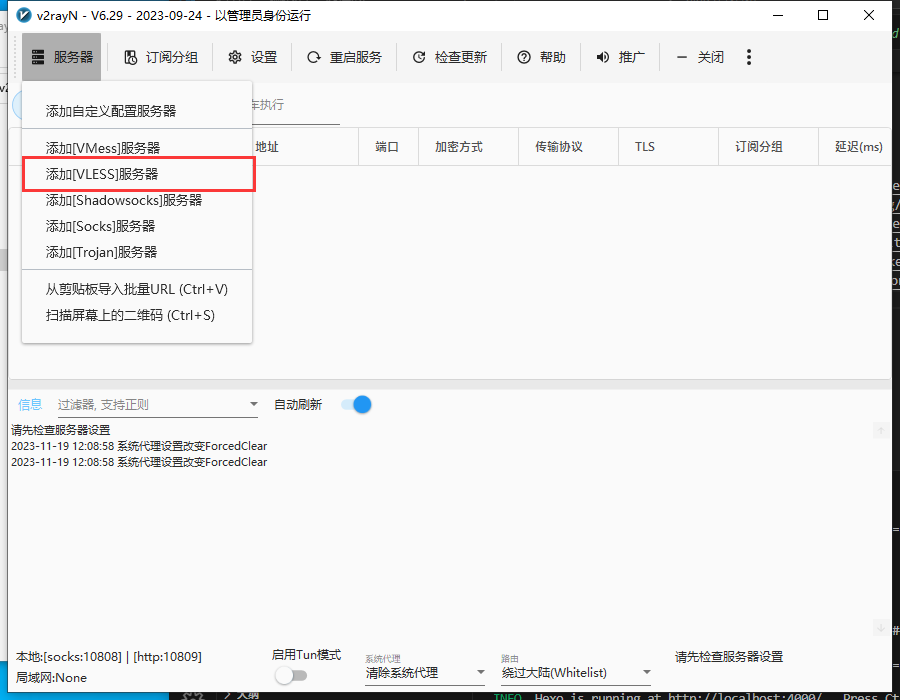 v2rayN - V6.29 - 2023-09-24 - 以管理员身份运行
服务器 订阅分组 设置 重启服务 检查更新 帮助 推广 关闭
添加自定义配置服务器
车执行
添加[VMess]服务器
地址 端口 加密方式 传输协议 TLS 订阅分组 延迟(ms)
添加[VLESS]服务器
添加[Shadowsocks]服务器
添加[Socks]服务器
添加[Trojan]服务器
从剪贴板导入批量URL (Ctrl+V)
扫描屏幕上的二维码 (Ctrl+S)
信息 过滤器, 支持正则 自动刷新
请先检查服务器设置
2023-11-19 12:08:58 系统代理设置改变ForcedClear
2023-11-19 12:08:58 系统代理设置改变ForcedClear
本地:[socks:10808] | [http:10809]
局域网:None
启用Tun模式
系统代理
清除系统代理
路由
绕过大陆(Whitelist)
请先检查服务器设置
INFO Hexo is running at http://localhost:4000/ . Press Ct